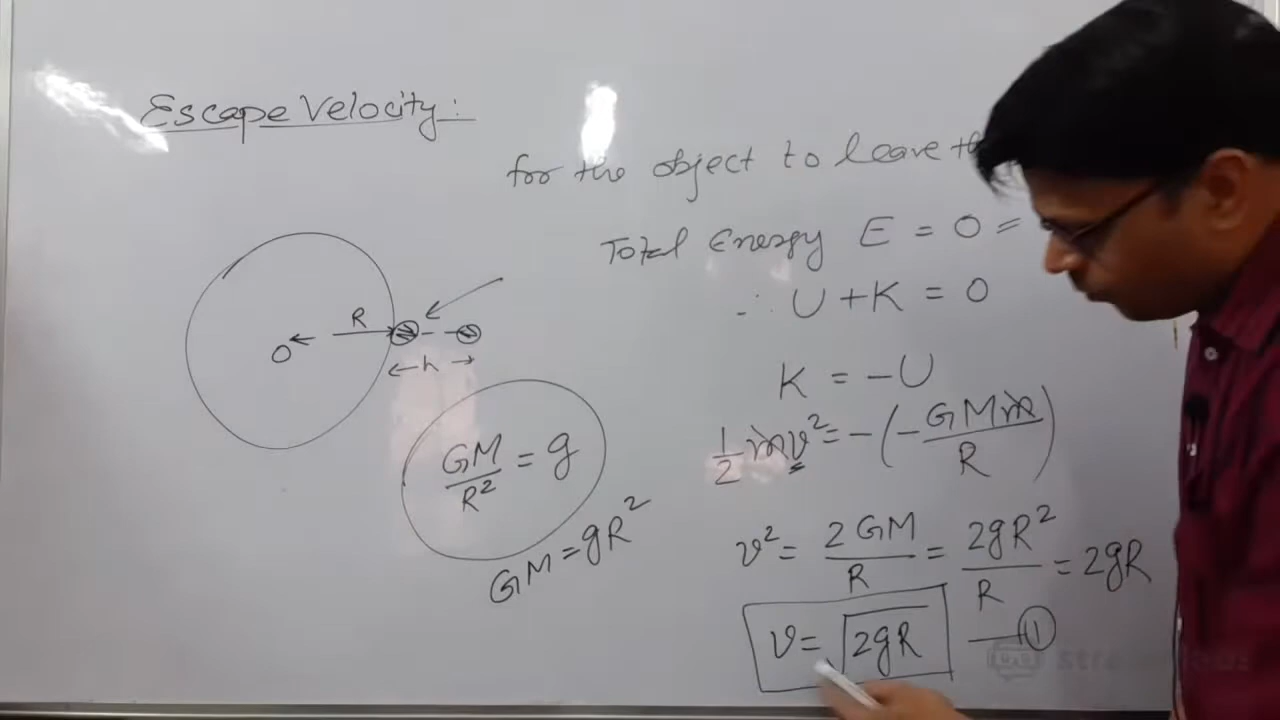 Escape Velocity:
for the object to leave
Total Energy E = 0 =
∴ U + K = 0
K = -U
1/2 mv² = -(-GMm/R)
v² = 2GM/R = 2gR²/R = 2gR
v = √2gR —①
O R
h
GM/R² = g
GM = gR²